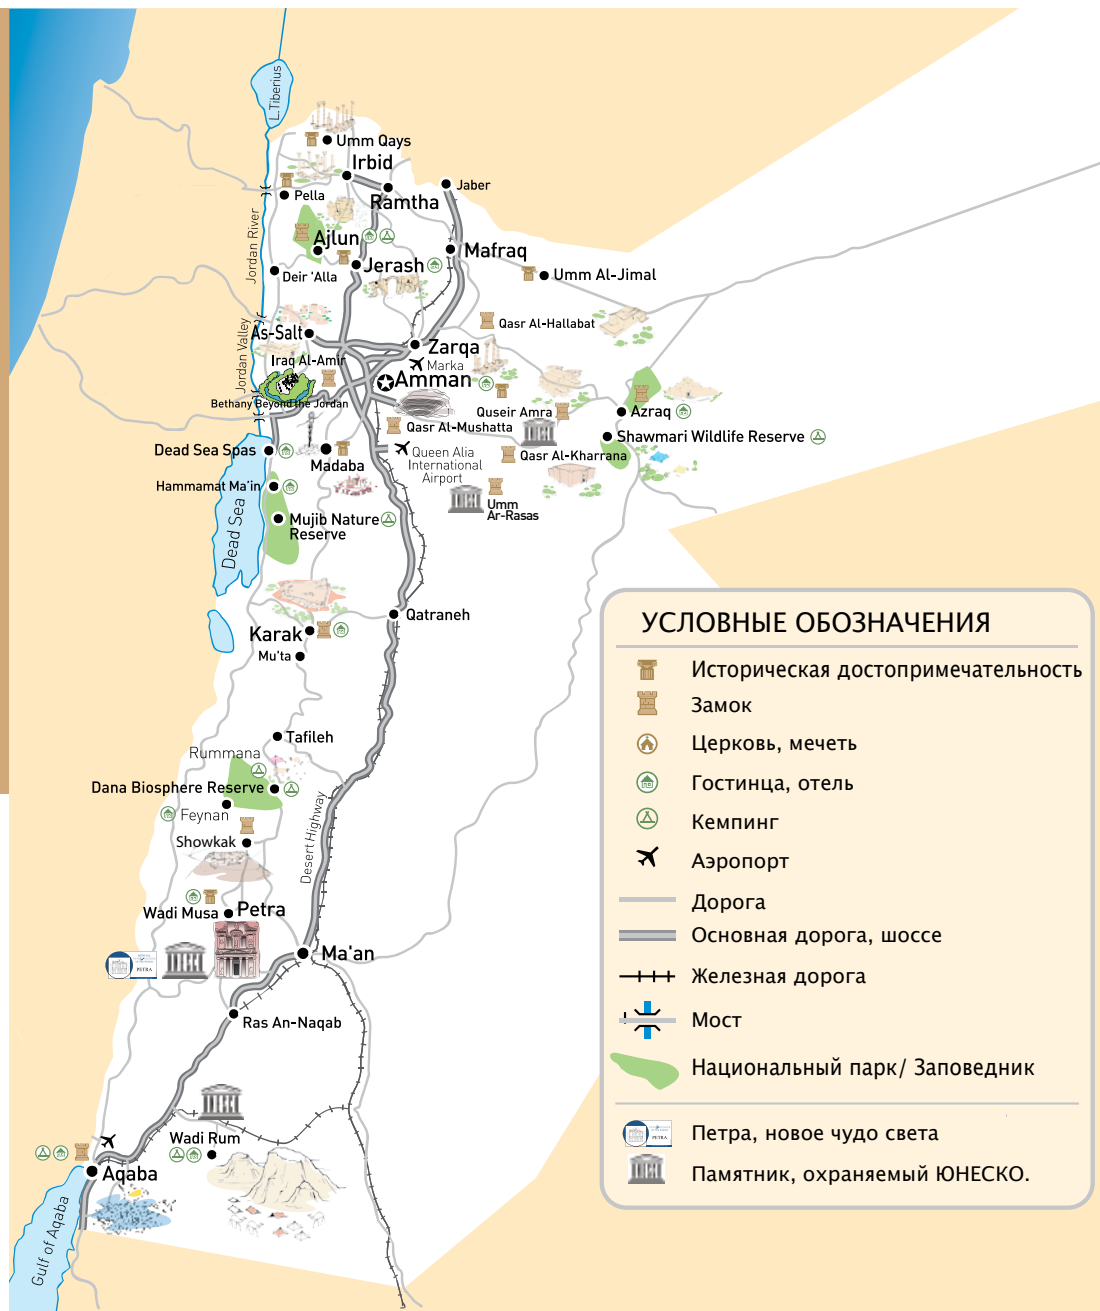 L.Tiberius
Umm Qays
Irbid
Jaber
Pella
Ramtha
Jordan River
Ajlun
Mafraq
Jerash
Deir 'Alla
Umm Al-Jimal
Qasr Al-Hallabat
As-Salt
Zarqa
Jordan Valley
Iraq Al-Amir
Marka
Amman
Bethany Beyond the Jordan
Quseir Amra
Azraq
Qasr Al-Mushatta
Shawmari Wildlife Reserve
Dead Sea Spas
Queen Alia
International
Airport
Qasr Al-Kharrana
Madaba
Hammamat Ma'in
Umm
Ar-Rasas
Mujib Nature
Reserve
Dead Sea
Qatraneh
Karak
Mu'ta
Tafileh
Rummana
Dana Biosphere Reserve
Feynan
Desert Highway
Showkak
Wadi Musa
Petra
PETRA
Ma'an
Ras An-Naqab
Wadi Rum
Aqaba
Gulf of Aqaba
УСЛОВНЫЕ ОБОЗНАЧЕНИЯ
Историческая достопримечательность
Замок
Церковь, мечеть
Гостинца, отель
Кемпинг
Аэропорт
Дорога
Основная дорога, шоссе
Железная дорога
Мост
Национальный парк/ Заповедник
PETRA
Петра, новое чудо света
Памятник, охраняемый ЮНЕСКО.